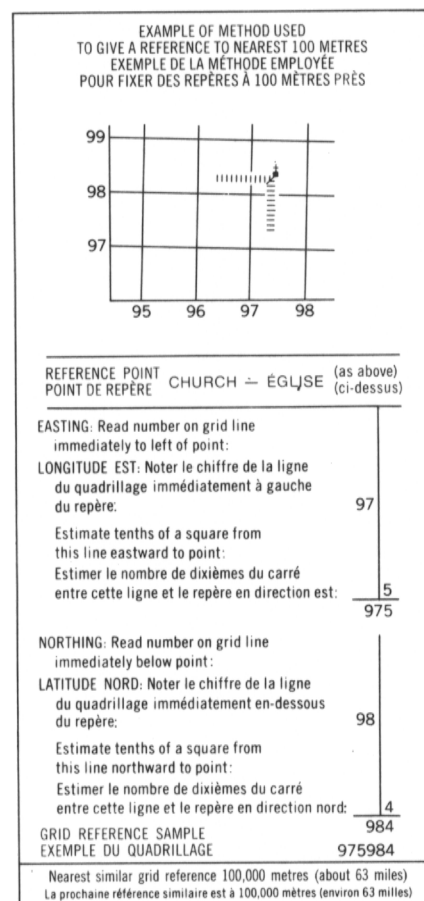 EXAMPLE OF METHOD USED
TO GIVE A REFERENCE TO NEAREST 100 METRES
EXEMPLE DE LA MÉTHODE EMPLOYÉE
POUR FIXER DES REPÈRES À 100 MÈTRES PRÈS
99
98
97
95 96 97 98
REFERENCE POINT
POINT DE REPÈRE CHURCH – ÉGLISE (as above)
(ci-dessus)
EASTING: Read number on grid line
immediately to left of point:
LONGITUDE EST: Noter le chiffre de la ligne
du quadrillage immédiatement à gauche
du repère: 97
Estimate tenths of a square from
this line eastward to point:
Estimer le nombre de dixièmes du carré
entre cette ligne et le repère en direction est: 5
975
NORTHING: Read number on grid line
immediately below point:
LATITUDE NORD: Noter le chiffre de la ligne
du quadrillage immédiatement en-dessous
du repère: 98
Estimate tenths of a square from
this line northward to point:
Estimer le nombre de dixièmes du carré
entre cette ligne et le repère en direction nord: 4
984
GRID REFERENCE SAMPLE
EXEMPLE DU QUADRILLAGE 975984
Nearest similar grid reference 100,000 metres (about 63 miles)
La prochaine référence similaire est à 100,000 mètres (environ 63 milles)